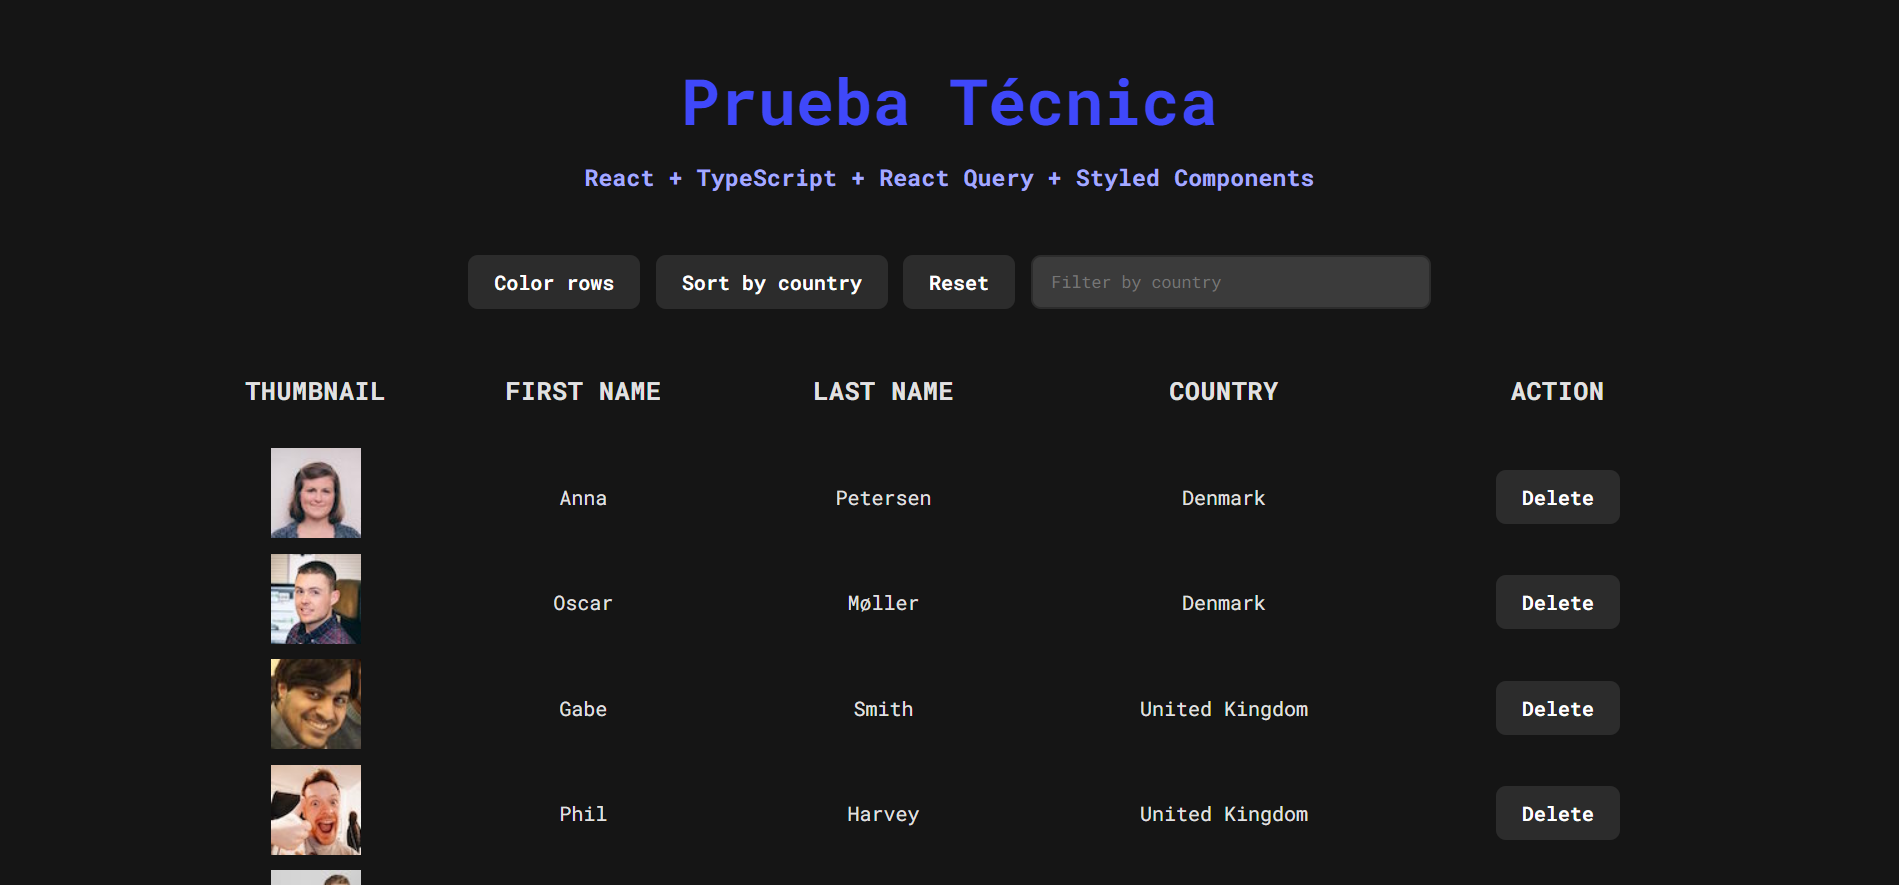 Prueba Técnica
React + TypeScript + React Query + Styled Components
Color rows Sort by country Reset Filter by country
THUMBNAIL FIRST NAME LAST NAME COUNTRY ACTION
Anna Petersen Denmark Delete
Oscar Møller Denmark Delete
Gabe Smith United Kingdom Delete
Phil Harvey United Kingdom Delete